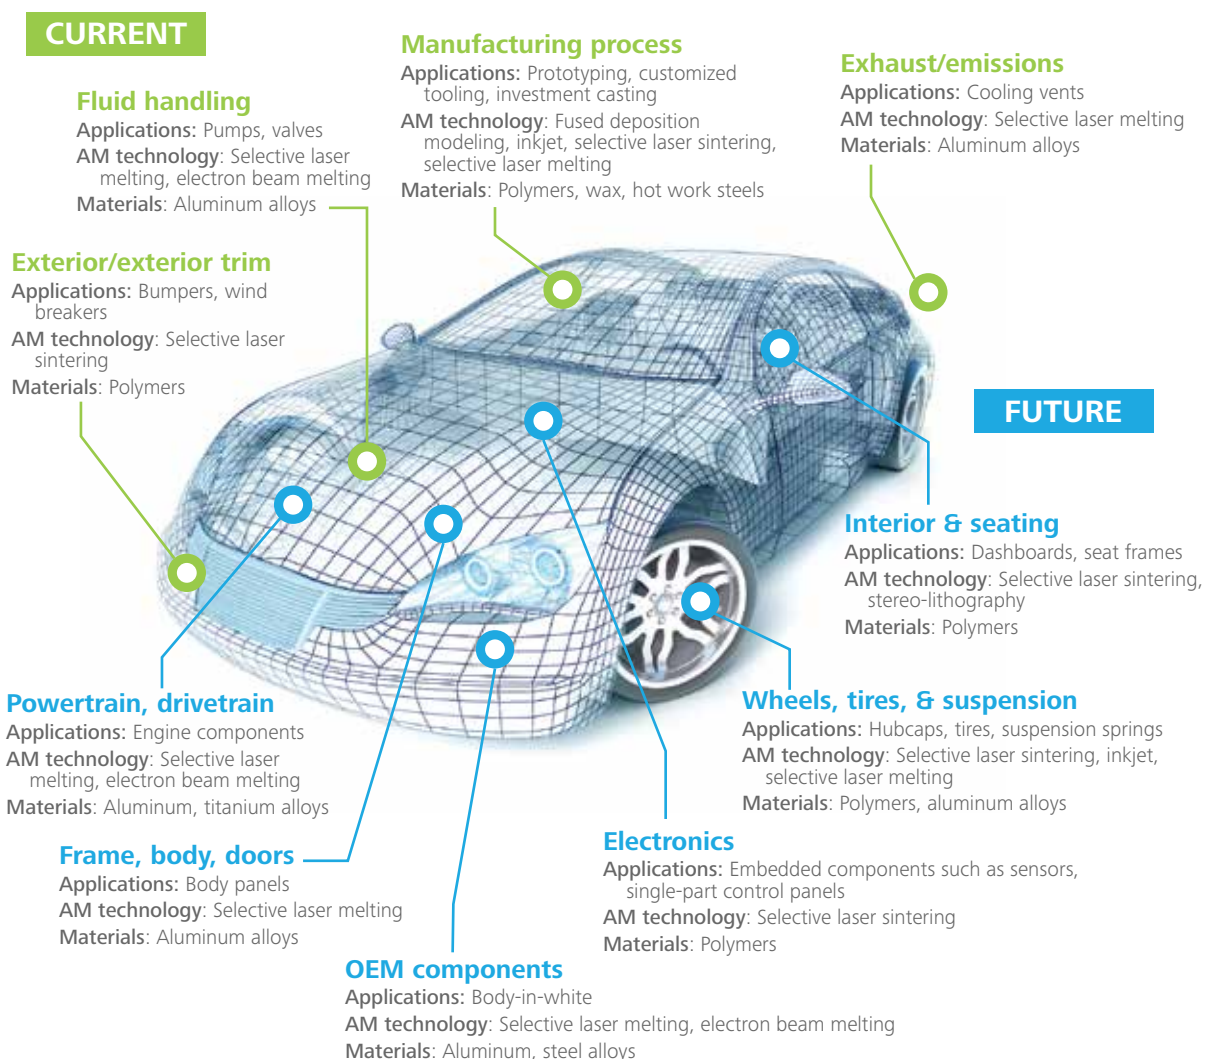 CURRENT
Fluid handling
Applications: Pumps, valves
AM technology: Selective laser
melting, electron beam melting
Materials: Aluminum alloys
Manufacturing process
Applications: Prototyping, customized
tooling, investment casting
AM technology: Fused deposition
modeling, inkjet, selective laser sintering,
selective laser melting
Materials: Polymers, wax, hot work steels
Exhaust/emissions
Applications: Cooling vents
AM technology: Selective laser melting
Materials: Aluminum alloys
Exterior/exterior trim
Applications: Bumpers, wind
breakers
AM technology: Selective laser
sintering
Materials: Polymers
FUTURE
Interior & seating
Applications: Dashboards, seat frames
AM technology: Selective laser sintering,
stereo-lithography
Materials: Polymers
Powertrain, drivetrain
Applications: Engine components
AM technology: Selective laser
melting, electron beam melting
Materials: Aluminum, titanium alloys
Wheels, tires, & suspension
Applications: Hubcaps, tires, suspension springs
AM technology: Selective laser sintering, inkjet,
selective laser melting
Materials: Polymers, aluminum alloys
Frame, body, doors
Applications: Body panels
AM technology: Selective laser melting
Materials: Aluminum alloys
Electronics
Applications: Embedded components such as sensors,
single-part control panels
AM technology: Selective laser sintering
Materials: Polymers
OEM components
Applications: Body-in-white
AM technology: Selective laser melting, electron beam melting
Materials: Aluminum, steel alloys